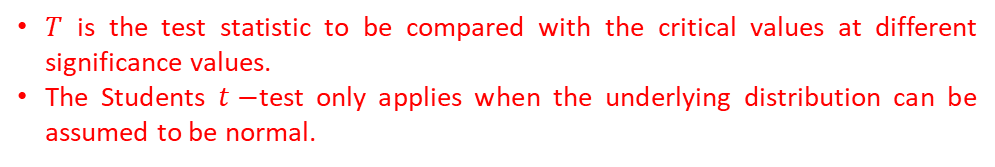 • T is the test statistic to be compared with the critical values at different
significance values.
• The Students t −test only applies when the underlying distribution can be
assumed to be normal.